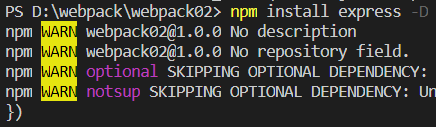 PS D:\webpack\webpack02> npm install express -D
npm WARN webpack02@1.0.0 No description
npm WARN webpack02@1.0.0 No repository field.
npm WARN optional SKIPPING OPTIONAL DEPENDENCY:
npm WARN notsup SKIPPING OPTIONAL DEPENDENCY: Un
})